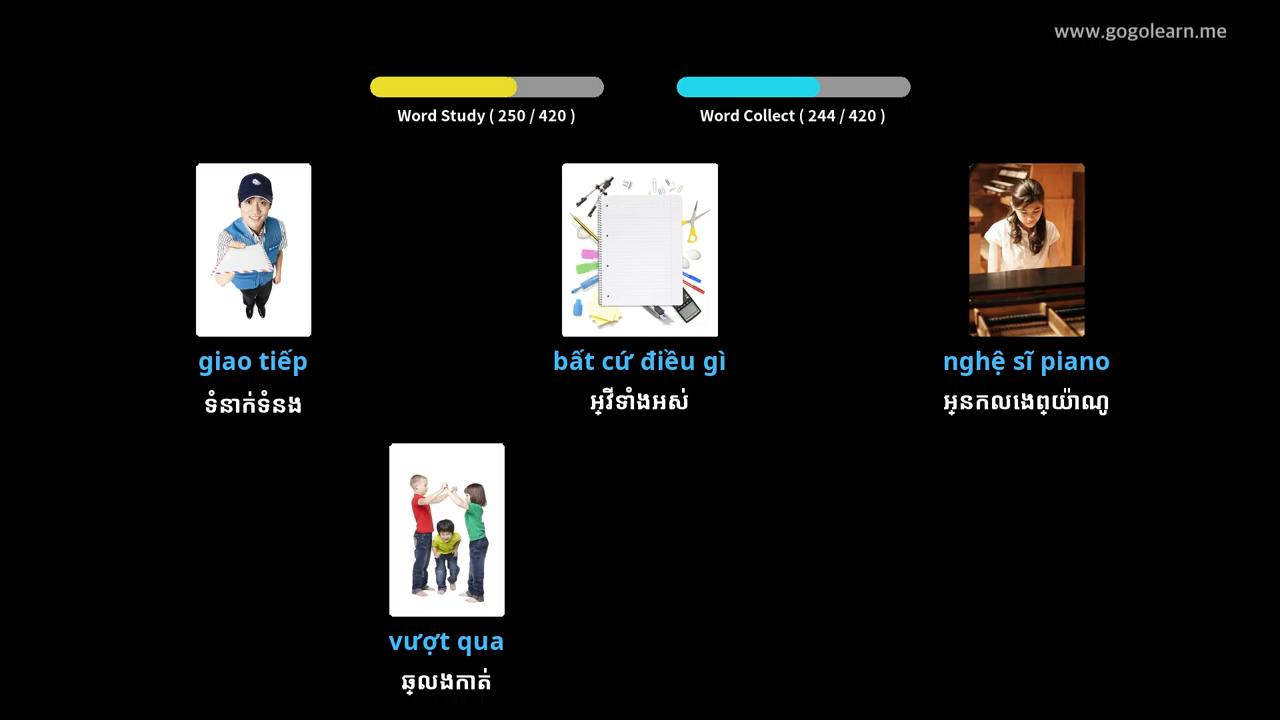 www.gogolearn.me
Word Study ( 250 / 420 )
Word Collect ( 244 / 420 )
giao tiếp
ទំនាក់ទំនង
bất cứ điều gì
អ្វីទាំងអស់
nghệ sĩ piano
អ្នកលេងព្យ៉ាណូ
vượt qua
ឆ្លងកាត់